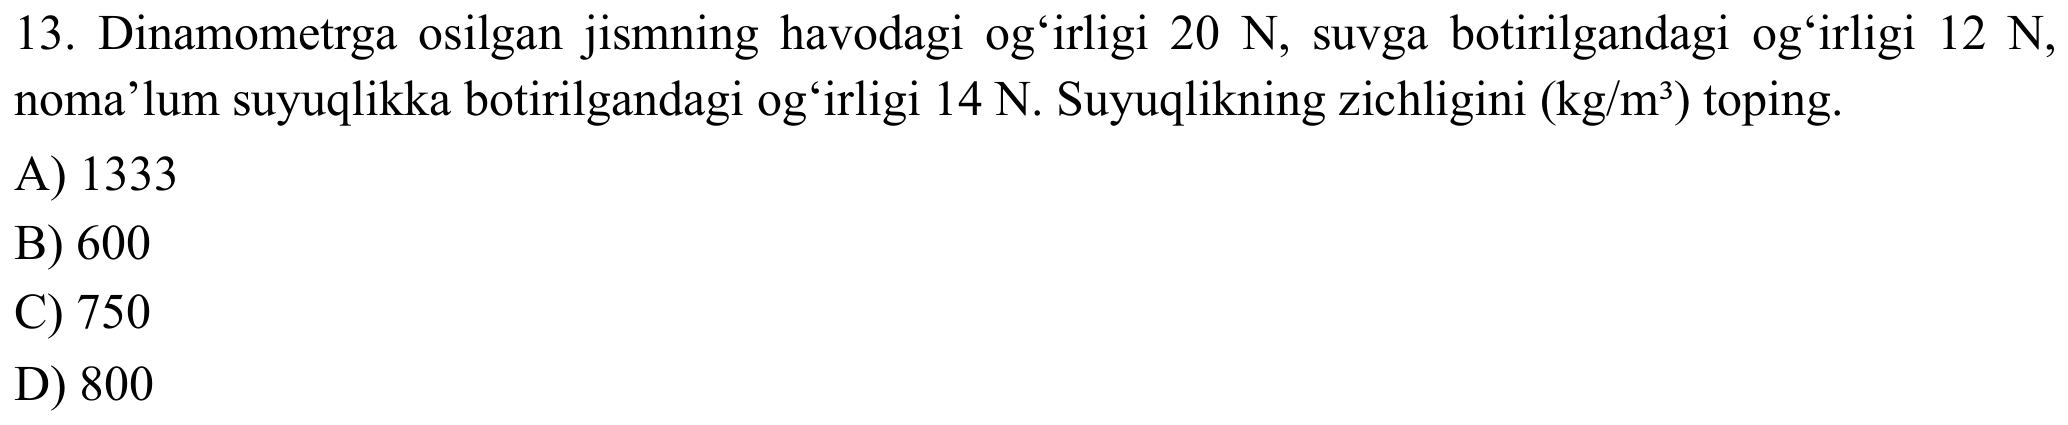 13. Dinamometrga osilgan jismning havodagi og‘irligi 20 N, suvga botirilgandagi og‘irligi 12 N,
noma’lum suyuqlikka botirilgandagi og‘irligi 14 N. Suyuqlikning zichligini (kg/m³) toping.
A) 1333
B) 600
C) 750
D) 800